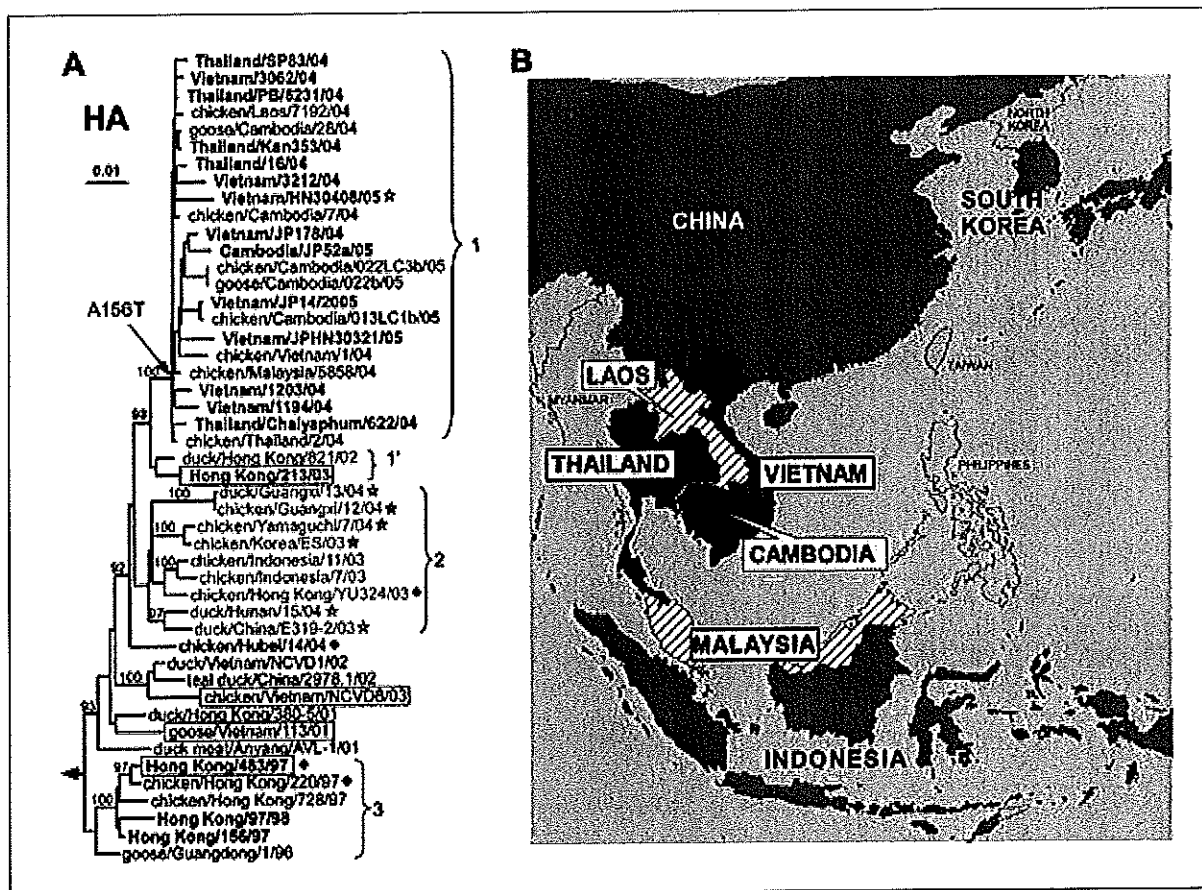 A
HA
0.01
Thailand/SP83/04
Vietnam/3062/04
Thailand/PB/6231/04
chicken/Laos/7192/04
goose/Cambodia/28/04
Thailand/Kan353/04
Thailand/16/04
Vietnam/3212/04
Vietnam/HN30408/05
chicken/Cambodia/7/04
Vietnam/JP178/04
Cambodia/JP52a/05
chicken/Cambodia/022LC3b/05
goose/Cambodia/022b/05
Vietnam/JP14/2005
chicken/Cambodia/013LC1b/05
Vietnam/JPHN30321/05
chicken/Vietnam/1/04
chicken/Malaysia/5858/04
Vietnam/1203/04
Vietnam/1194/04
Thailand/Chaiyaphum/622/04
chicken/Thailand/2/04
1
A156T
100
93
duck/Hong Kong/821/02
Hong Kong/213/03
1'
100
duck/Guangxi/13/04
chicken/Guangxi/12/04
100
chicken/Yamaguchi/7/04
chicken/Korea/ES/03
100
chicken/Indonesia/11/03
chicken/Indonesia/7/03
chicken/Hong Kong/YU324/03
97
duck/Hunan/15/04
duck/China/E319-2/03
2
92
chicken/Hubei/14/04
100
duck/Vietnam/NCVD1/02
teal duck/China/2978.1/02
chicken/Vietnam/NCVD8/03
93
duck/Hong Kong/380.5/01
goose/Vietnam/113/01
duck meat/Anyang/AVL-1/01
97
Hong Kong/483/97
chicken/Hong Kong/220/97
100
chicken/Hong Kong/728/97
Hong Kong/97/98
Hong Kong/156/97
goose/Guangdong/1/96
3
B
NORTH
KOREA
SOUTH
KOREA
CHINA
TAIWAN
LAOS
MYANMAR
THAILAND
VIETNAM
PHILIPPINES
CAMBODIA
MALAYSIA
INDONESIA